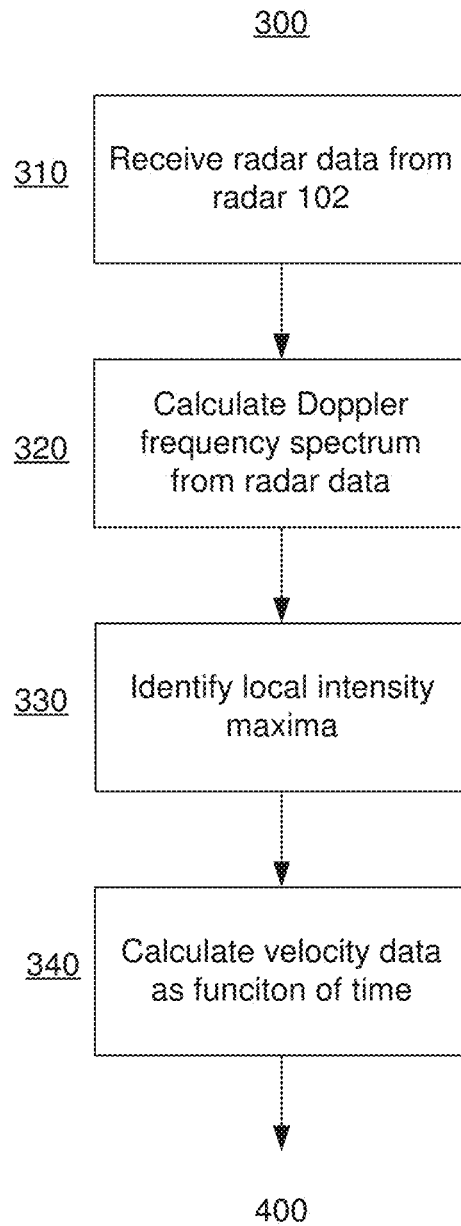 300
310
Receive radar data from
radar 102
320
Calculate Doppler
frequency spectrum
from radar data
330
Identify local intensity
maxima
340
Calculate velocity data
as funciton of time
400